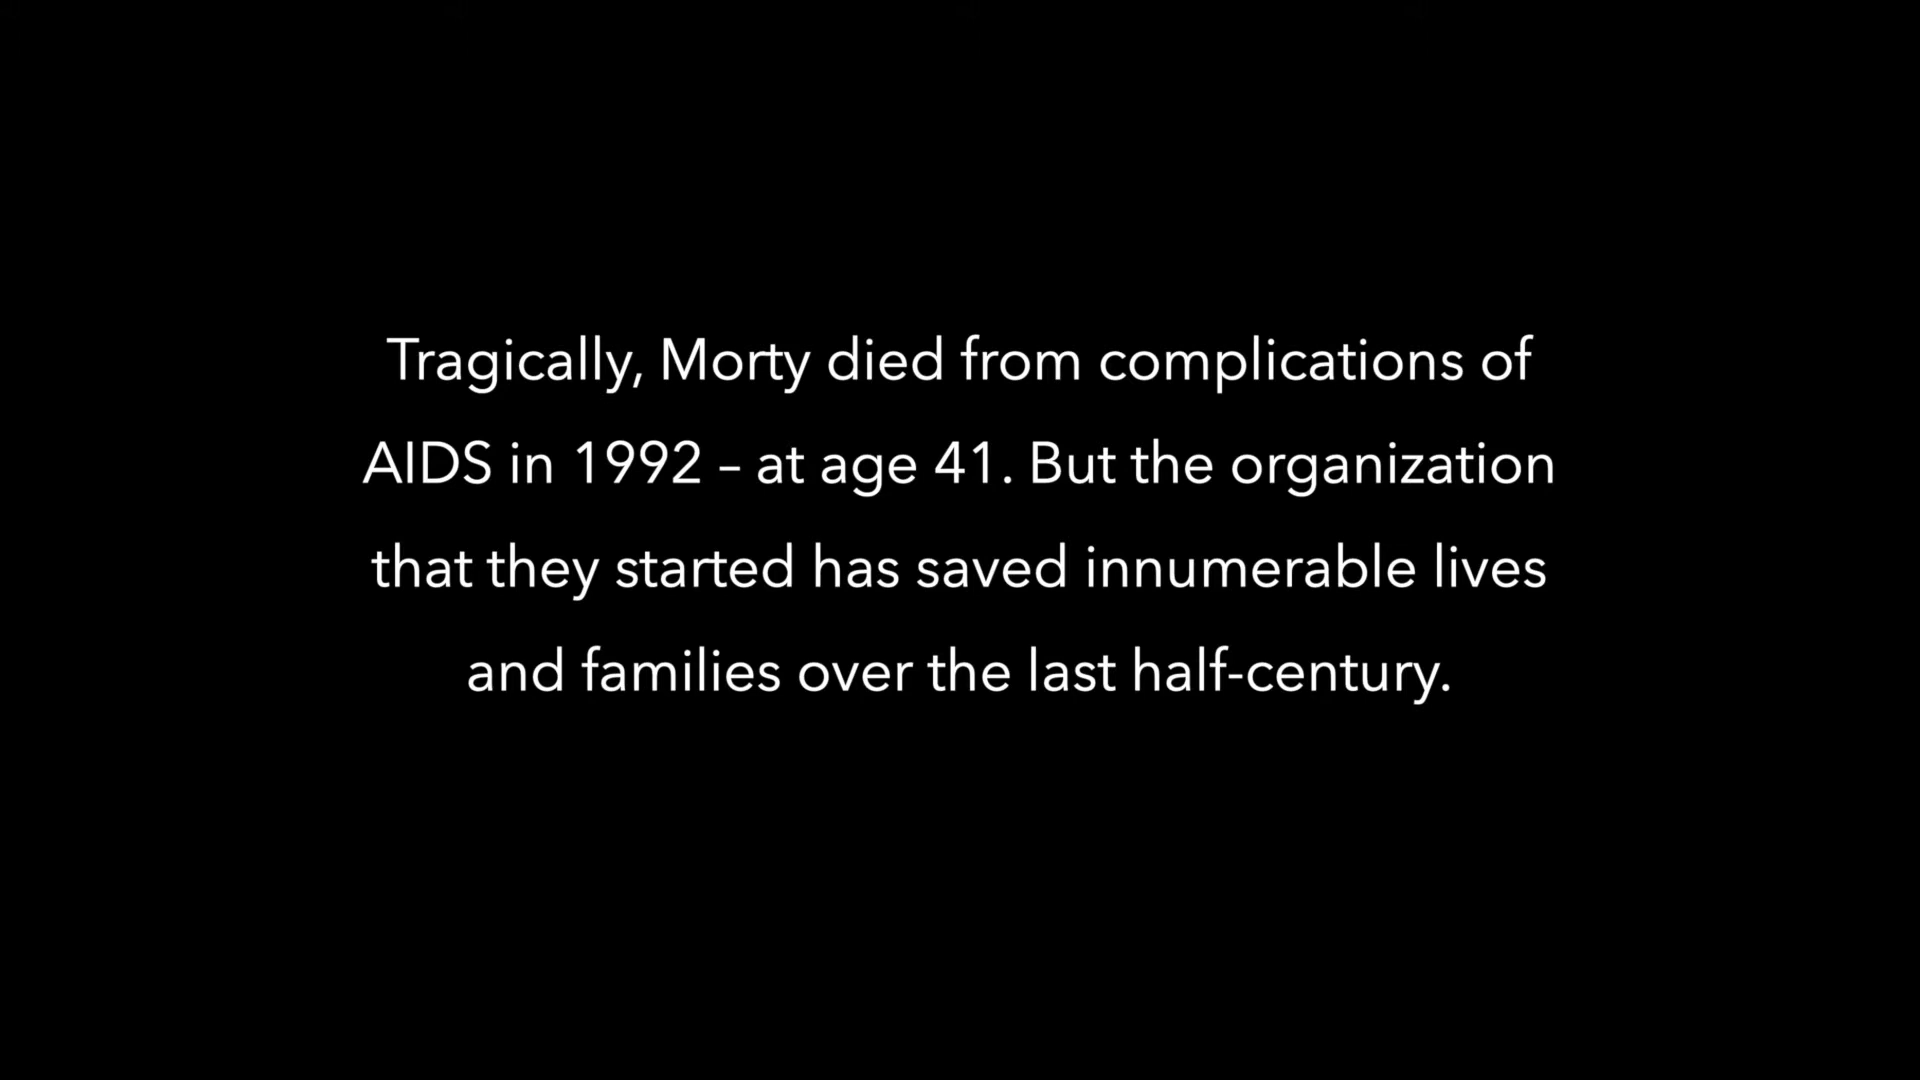 Tragically, Morty died from complications of
AIDS in 1992 – at age 41. But the organization
that they started has saved innumerable lives
and families over the last half-century.